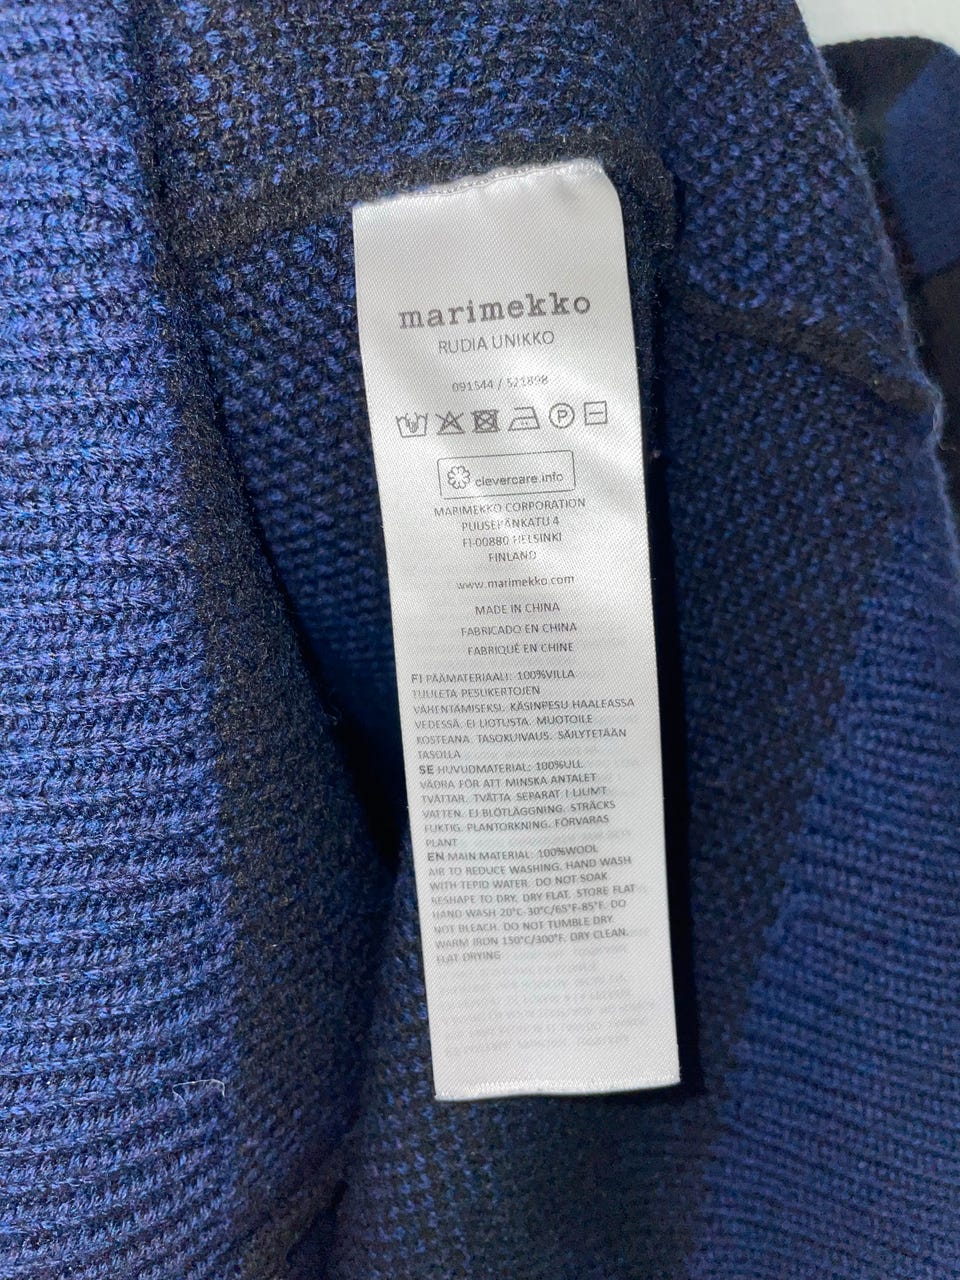 marimekko
RUDIA UNIKKO
091544 / 521898
P
clevercare.info
MARIMEKKO CORPORATION
PUUSEPÄNKATU 4
FI-00880 HELSINKI
FINLAND
www.marimekko.com
MADE IN CHINA
FABRICADO EN CHINA
FABRIQUÉ EN CHINE
FI PÄÄMATERIAALI: 100%VILLA
TUULETA PESUKERTOJEN
VÄHENTÄMISEKSI. KÄSINPESU HAALEASSA
VEDESSÄ. EI LIOTUSTA. MUOTOILE
KOSTEANA. TASOKUIVAUS. SÄILYTETÄÄN
TASOLLA
SE HUVUDMATERIAL: 100%ULL
VÄDRA FÖR ATT MINSKA ANTALET
TVÄTTAR. TVÄTTA SEPARAT I LJUMT
VATTEN. EJ BLÖTLÄGGNING. STRÄCKS
FUKTIG. PLANTORKNING. FÖRVARAS
PLANT
EN MAIN MATERIAL: 100%WOOL
AIR TO REDUCE WASHING. HAND WASH
WITH TEPID WATER. DO NOT SOAK
RESHAPE TO DRY. DRY FLAT. STORE FLAT
HAND WASH 20°C-30°C/65°F-85°F. DO
NOT BLEACH. DO NOT TUMBLE DRY.
WARM IRON 150°C/300°F. DRY CLEAN.
FLAT DRYING